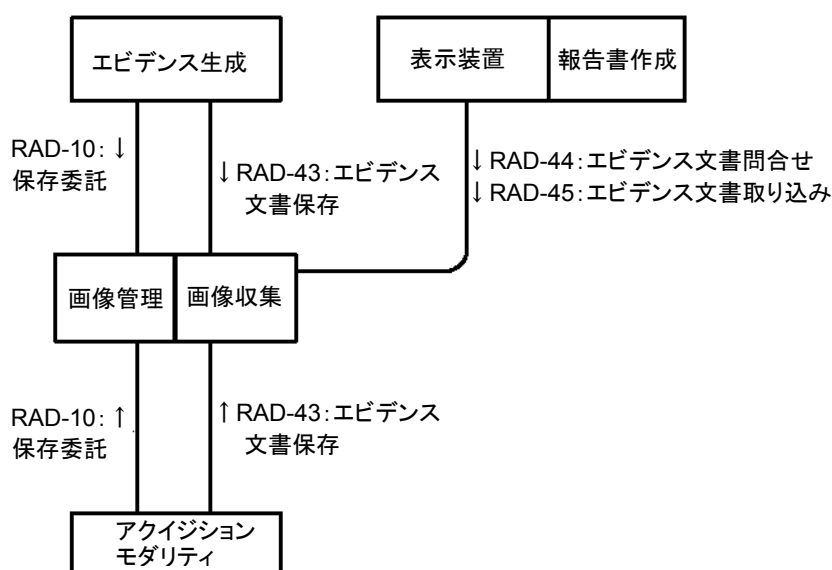 エビデンス生成
表示装置
報告書作成
RAD-10:↓
保存委託
↓RAD-43:エビデンス
文書保存
↓RAD-44:エビデンス文書問合せ
↓RAD-45:エビデンス文書取り込み
画像管理
画像収集
RAD-10:↑
保存委託
↑RAD-43:エビデンス
文書保存
アクイジション
モダリティ